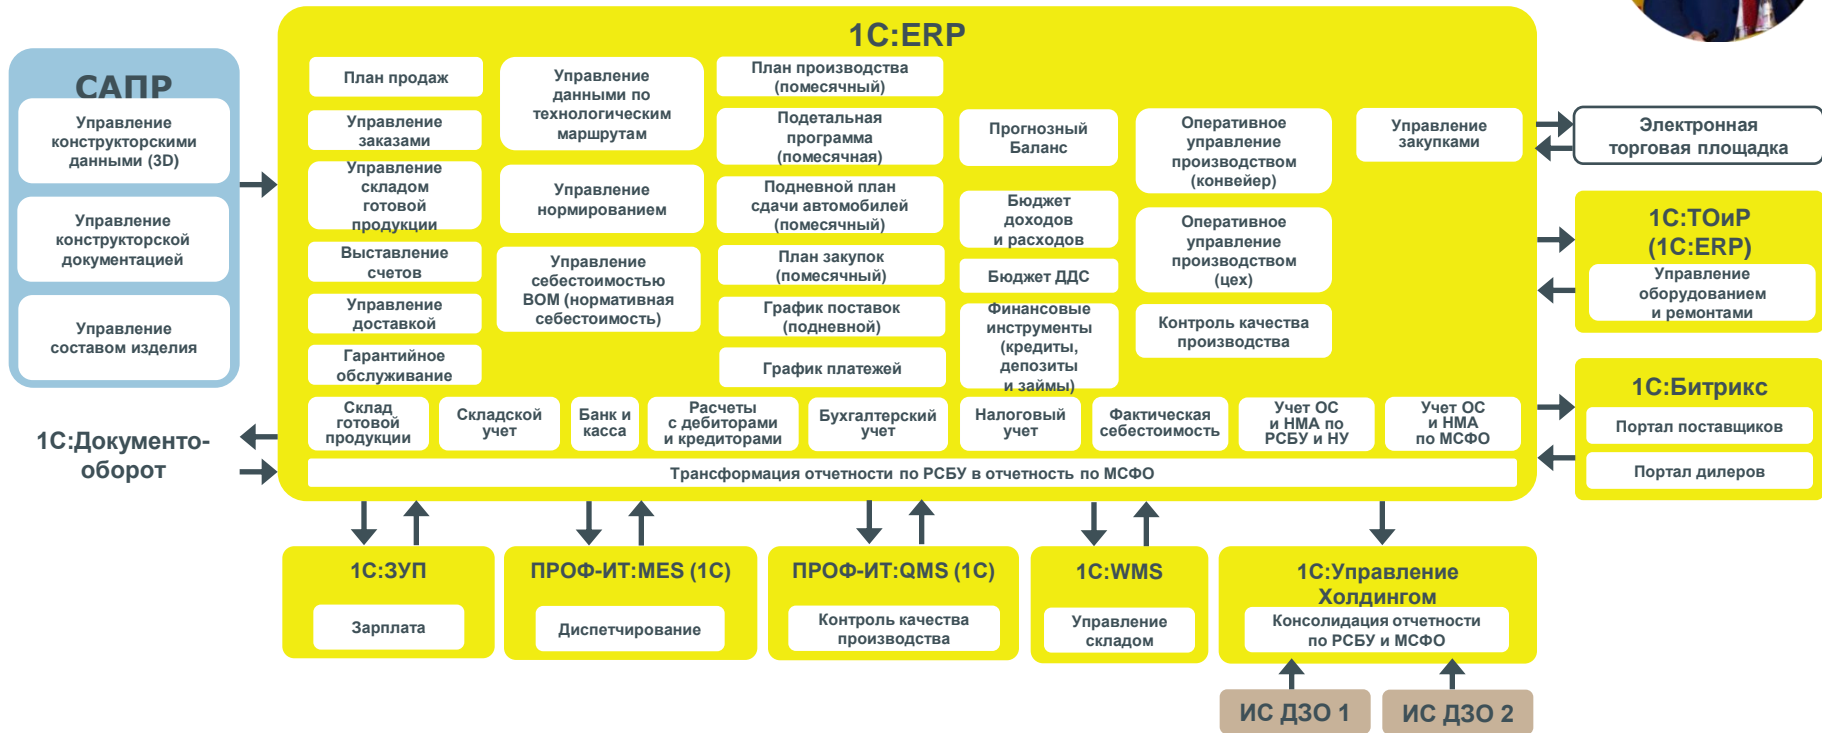 1С:ERP
САПР
Управление
конструкторскими
данными (3D)
Управление
конструкторской
документацией
Управление
составом изделия
1С:Документо-
оборот
План продаж
Управление
заказами
Управление
складом
готовой
продукции
Выставление
счетов
Управление
доставкой
Гарантийное
обслуживание
Управление
данными по
технологическим
маршрутам
Управление
нормированием
Управление
себестоимостью
BOM (нормативная
себестоимость)
План производства
(помесячный)
Подетальная
программа
(помесячная)
Подневной план
сдачи автомобилей
(помесячный)
План закупок
(помесячный)
График поставок
(подневной)
График платежей
Прогнозный
Баланс
Бюджет
доходов
и расходов
Бюджет ДДС
Финансовые
инструменты
(кредиты,
депозиты
и займы)
Оперативное
управление
производством
(конвейер)
Оперативное
управление
производством
(цех)
Контроль качества
производства
Управление
закупками
Склад
готовой
продукции
Складской
учет
Банк и
касса
Расчеты
с дебиторами
и кредиторами
Бухгалтерский
учет
Налоговый
учет
Фактическая
себестоимость
Учет ОС
и НМА по
РСБУ и НУ
Учет ОС
и НМА
по МСФО
Трансформация отчетности по РСБУ в отчетность по МСФО
Электронная
торговая площадка
1С:ТОиР
(1С:ERP)
Управление
оборудованием
и ремонтами
1С:Битрикс
Портал поставщиков
Портал дилеров
1С:ЗУП
Зарплата
ПРОФ-ИТ:MES (1С)
Диспетчирование
ПРОФ-ИТ:QMS (1С)
Контроль качества
производства
1С:WMS
Управление
складом
1С:Управление
Холдингом
Консолидация отчетности
по РСБУ и МСФО
ИС ДЗО 1
ИС ДЗО 2